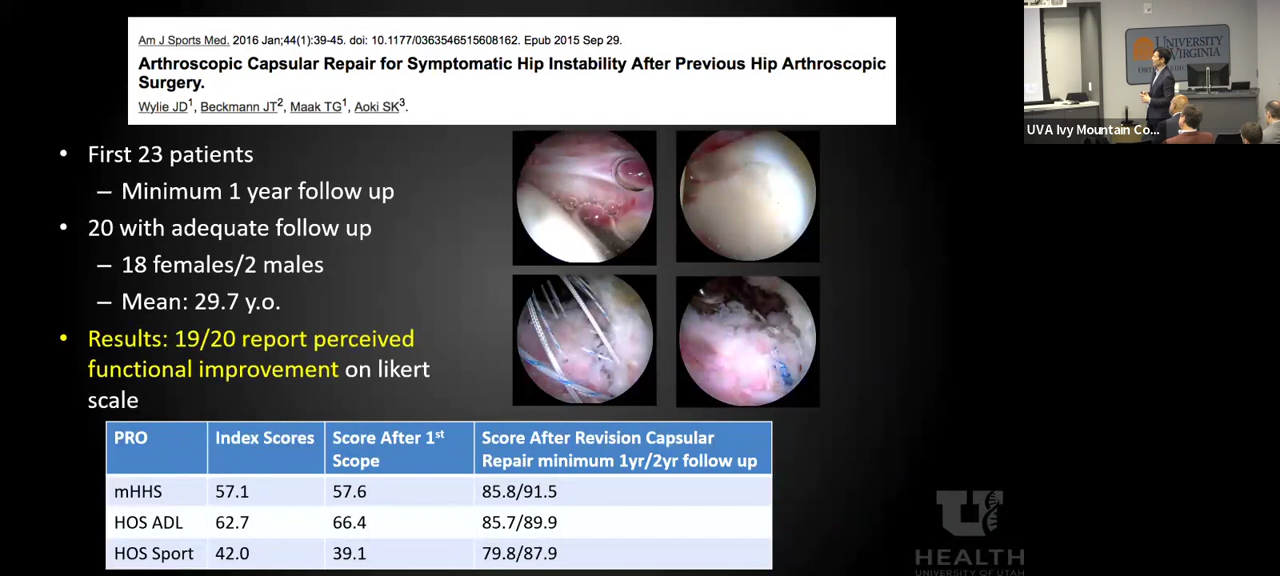 Am J Sports Med. 2016 Jan;44(1):39-45. doi: 10.1177/0363546515608162. Epub 2015 Sep 29.
Arthroscopic Capsular Repair for Symptomatic Hip Instability After Previous Hip Arthroscopic
Surgery.
Wylie JD1, Beckmann JT2, Maak TG1, Aoki SK3.
• First 23 patients
– Minimum 1 year follow up
• 20 with adequate follow up
– 18 females/2 males
– Mean: 29.7 y.o.
• Results: 19/20 report perceived
functional improvement on likert
scale
PRO Index Scores Score After 1st Scope Score After Revision Capsular Repair minimum 1yr/2yr follow up
mHHS 57.1 57.6 85.8/91.5
HOS ADL 62.7 66.4 85.7/89.9
HOS Sport 42.0 39.1 79.8/87.9
U
HEALTH
UNIVERSITY OF UTAH
UNIVERSITY
VIRGINIA
UVA Ivy Mountain Co...